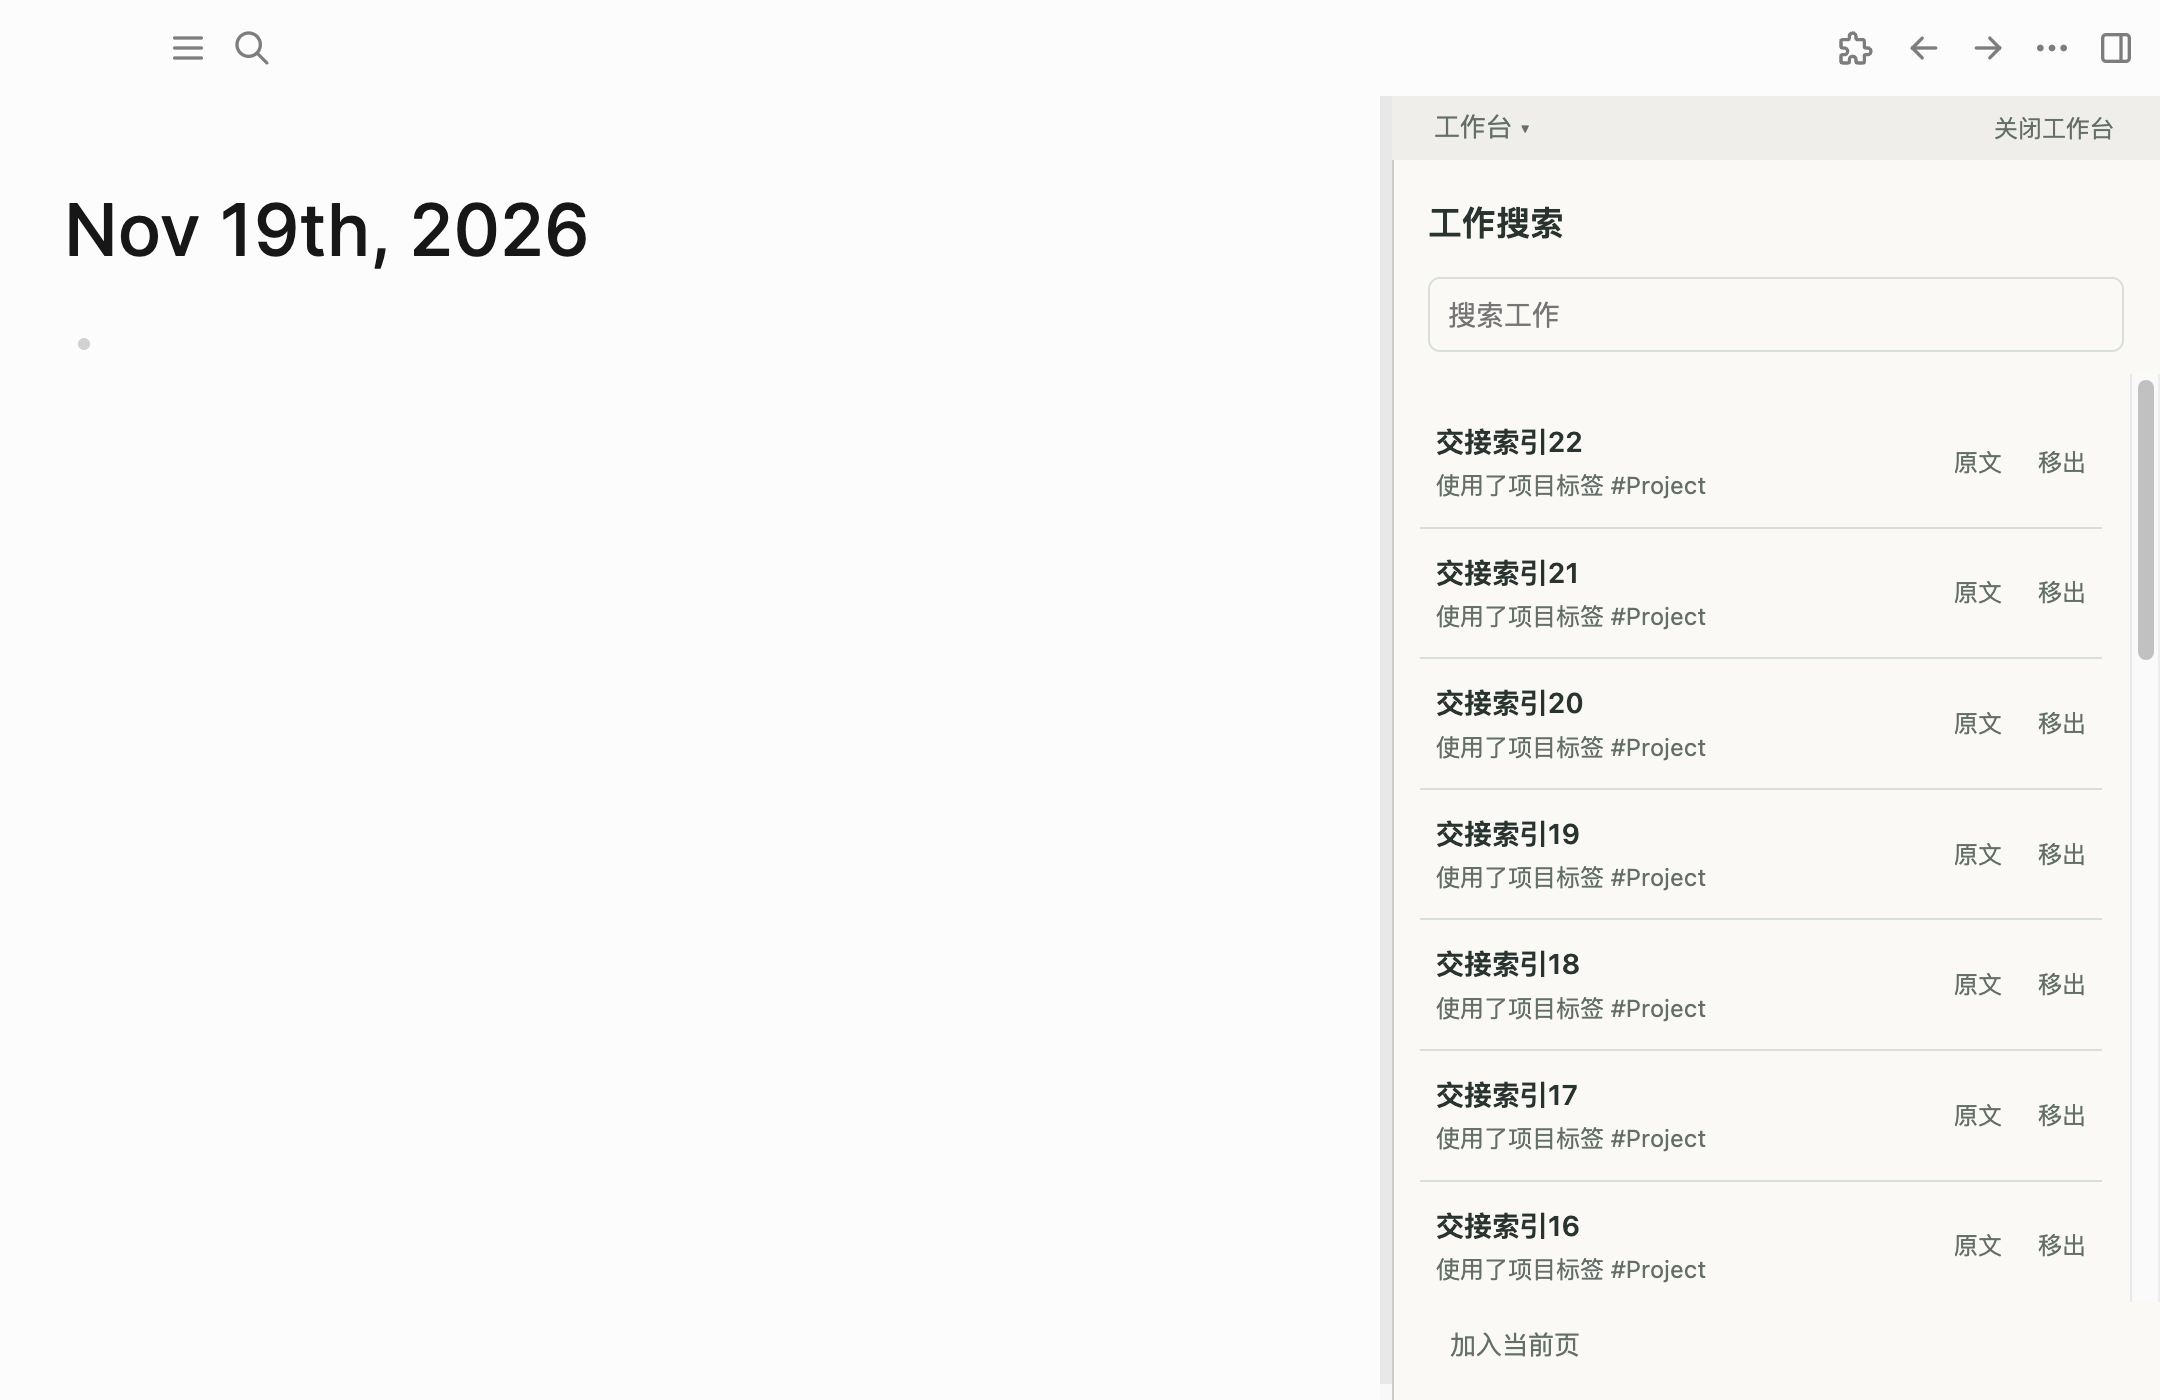 工作台 ▾
关闭工作台
Nov 19th, 2026
工作搜索
搜索工作
交接索引22
使用了项目标签 #Project
原文 移出
交接索引21
使用了项目标签 #Project
原文 移出
交接索引20
使用了项目标签 #Project
原文 移出
交接索引19
使用了项目标签 #Project
原文 移出
交接索引18
使用了项目标签 #Project
原文 移出
交接索引17
使用了项目标签 #Project
原文 移出
交接索引16
使用了项目标签 #Project
原文 移出
加入当前页